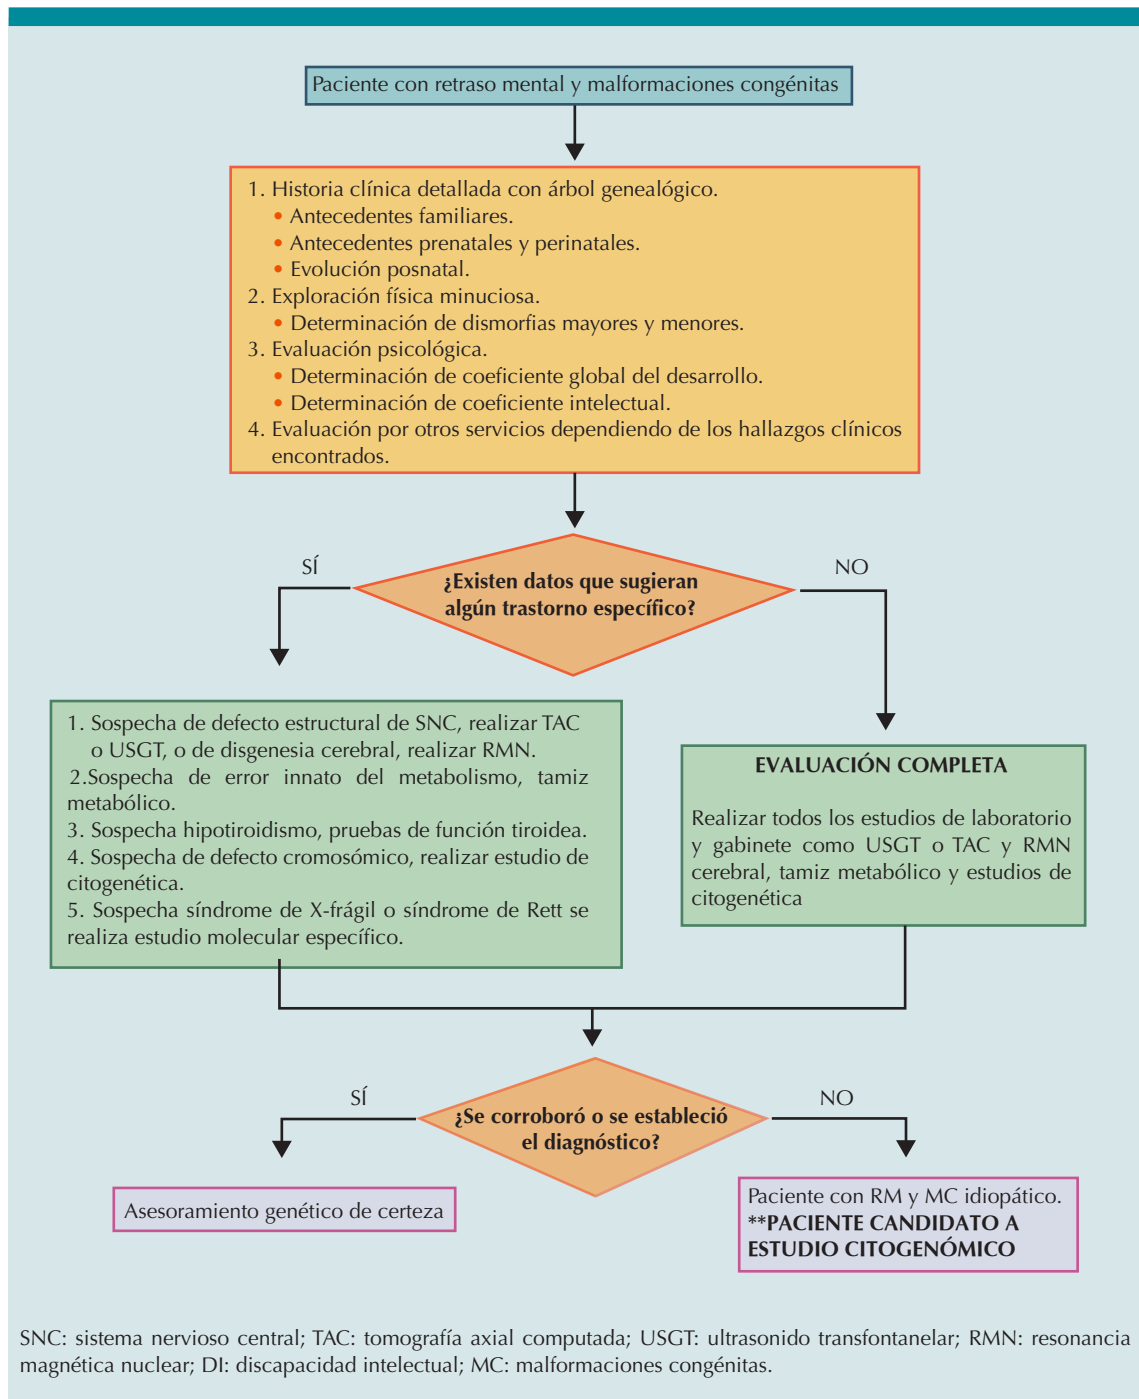 Paciente con retraso mental y malformaciones congénitas
1. Historia clínica detallada con árbol genealógico.
• Antecedentes familiares.
• Antecedentes prenatales y perinatales.
• Evolución posnatal.
2. Exploración física minuciosa.
• Determinación de dismorfias mayores y menores.
3. Evaluación psicológica.
• Determinación de coeficiente global del desarrollo.
• Determinación de coeficiente intelectual.
4. Evaluación por otros servicios dependiendo de los hallazgos clínicos
encontrados.
SÍ
¿Existen datos que sugieran
algún trastorno específico?
NO
1. Sospecha de defecto estructural de SNC, realizar TAC
o USGT, o de disgenesia cerebral, realizar RMN.
2.Sospecha de error innato del metabolismo, tamiz
metabólico.
3. Sospecha hipotiroidismo, pruebas de función tiroidea.
4. Sospecha de defecto cromosómico, realizar estudio de
citogenética.
5. Sospecha síndrome de X-frágil o síndrome de Rett se
realiza estudio molecular específico.
EVALUACIÓN COMPLETA
Realizar todos los estudios de laboratorio
y gabinete como USGT o TAC y RMN
cerebral, tamiz metabólico y estudios de
citogenética
SÍ
¿Se corroboró o se estableció
el diagnóstico?
NO
Asesoramiento genético de certeza
Paciente con RM y MC idiopático.
**PACIENTE CANDIDATO A
ESTUDIO CITOGENÓMICO
SNC: sistema nervioso central; TAC: tomografía axial computada; USGT: ultrasonido transfontanelar; RMN: resonancia
magnética nuclear; DI: discapacidad intelectual; MC: malformaciones congénitas.